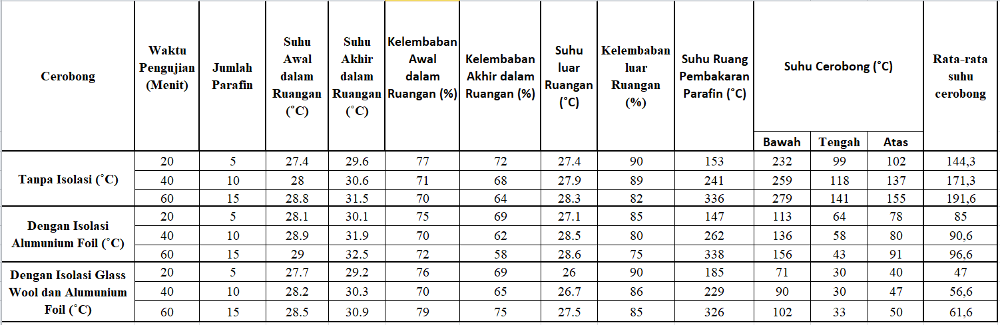 Cerobong
Waktu
Pengujian
(Menit)
Jumlah
Parafin
Suhu
Awal
dalam
Ruangan
(˚C)
Suhu
Akhir
dalam
Ruangan
(˚C)
Kelembaban
Awal
dalam
Ruangan (%)
Kelembaban
Akhir dalam
Ruangan (%)
Suhu
luar
Ruangan
(˚C)
Kelembaban
luar
Ruangan
(%)
Suhu Ruang
Pembakaran
Parafin (˚C)
Suhu Cerobong (˚C)
Rata-rata
suhu
cerobong
Bawah Tengah Atas
Tanpa Isolasi (˚C)
20 5 27.4 29.6 77 72 27.4 90 153 232 99 102 144,3
40 10 28 30.6 71 68 27.9 89 241 259 118 137 171,3
60 15 28.8 31.5 70 64 28.3 82 336 279 141 155 191,6
Dengan Isolasi
Alumunium Foil (˚C)
20 5 28.1 30.1 75 69 27.1 85 147 113 64 78 85
40 10 28.9 31.9 70 62 28.5 80 262 136 58 80 90,6
60 15 29 32.5 72 58 28.6 75 338 156 43 91 96,6
Dengan Isolasi Glass
Wool dan Alumunium
Foil (˚C)
20 5 27.7 29.2 76 69 26 90 185 71 30 40 47
40 10 28.2 30.3 70 65 26.7 86 229 90 30 47 56,6
60 15 28.5 30.9 79 75 27.5 85 326 102 33 50 61,6